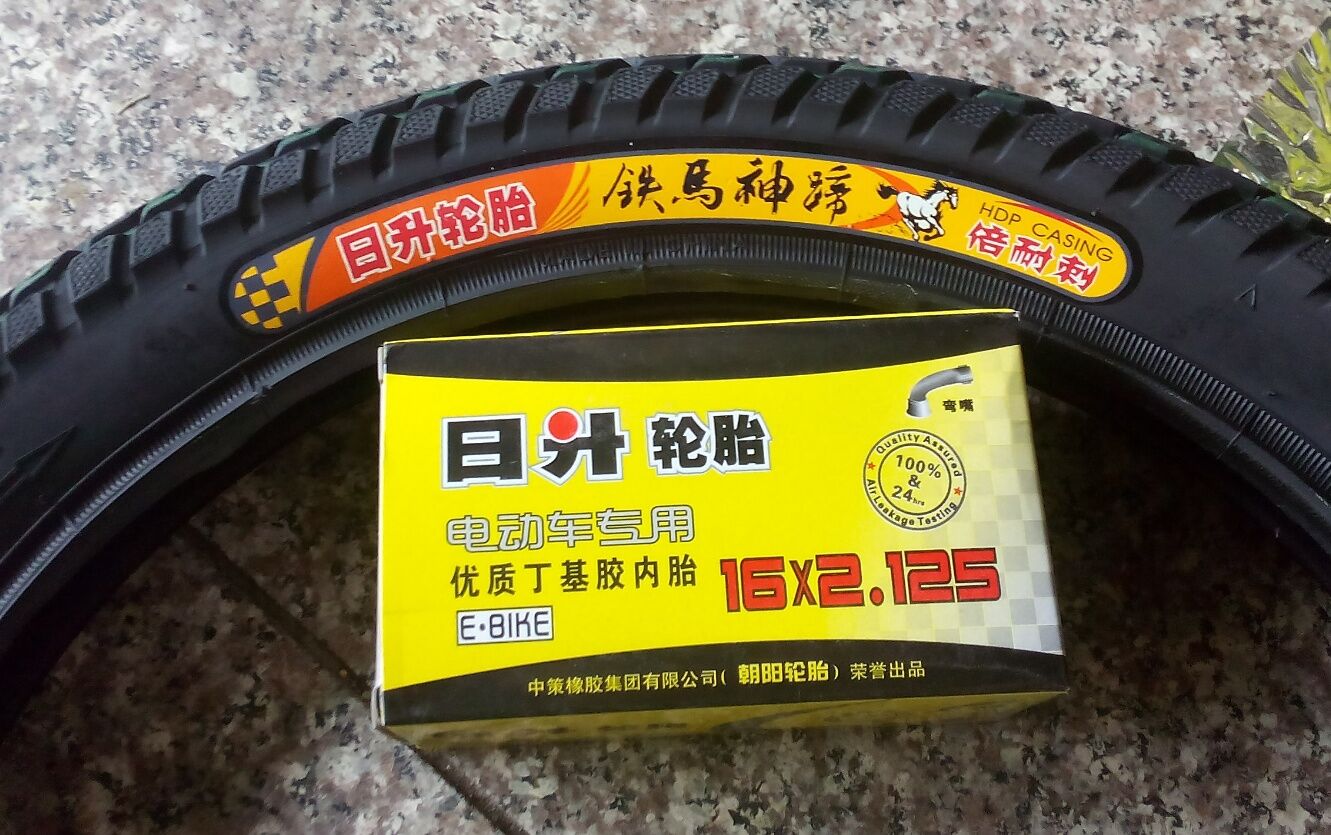 日升轮胎
铁馬神蹄
HDP CASING
倍耐刺
弯嘴
日升轮胎
Quality Assured
100%
&
24hrs
Air Leakage Testing
电动车专用
优质丁基胶内胎
16X2.125
E·BIKE
中策橡胶集团有限公司(朝阳轮胎)荣誉出品